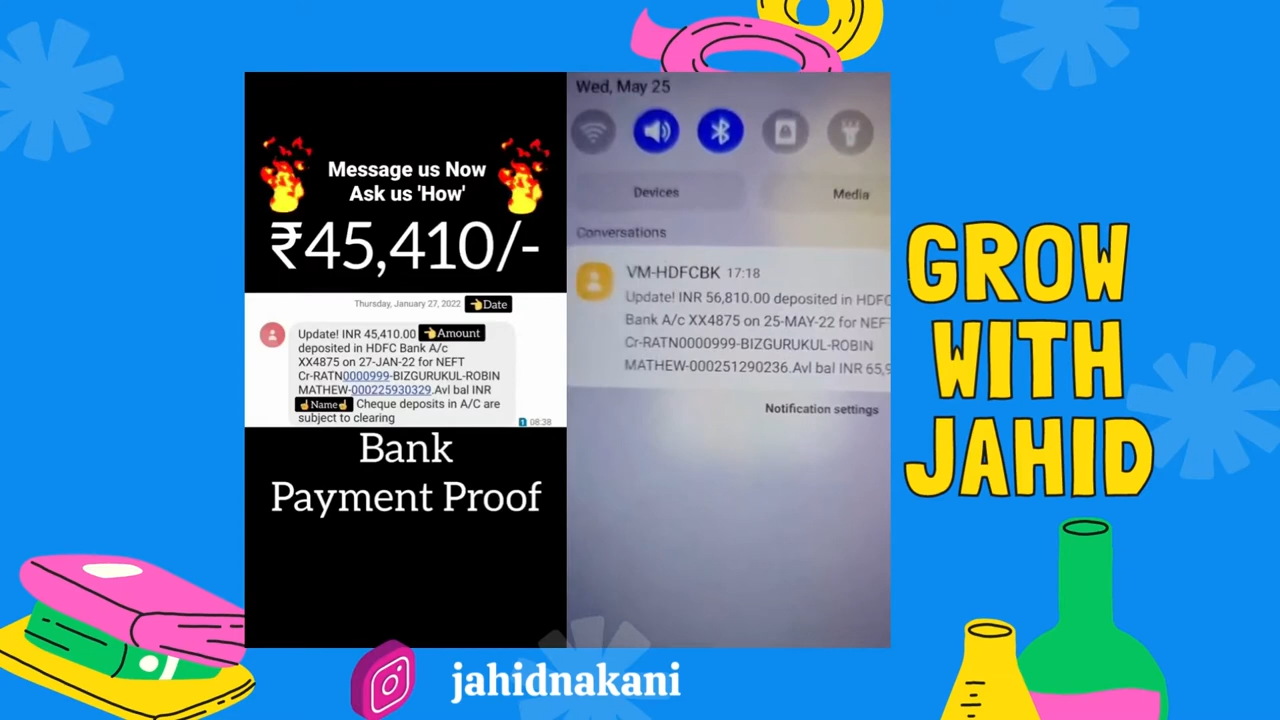 Message us Now
Ask us 'How'
₹45,410/-
Thursday, January 27, 2022
👈Date
Update! INR 45,410.00 👈Amount
deposited in HDFC Bank A/c
XX4875 on 27-JAN-22 for NEFT
Cr-RATN0000999-BIZGURUKUL-ROBIN
MATHEW-000225930329.Avl bal INR
☝Name☝ Cheque deposits in A/C are
subject to clearing
1 08:38
Bank
Payment Proof
Wed, May 25
Devices
Media
Conversations
VM-HDFCBK 17:18
Update! INR 56,810.00 deposited in HDFC
Bank A/c XX4875 on 25-MAY-22 for NEF
Cr-RATN0000999-BIZGURUKUL-ROBIN
MATHEW-000251290236.Avl bal INR 65,9
Notification settings
GROW
WITH
JAHID
jahidnakani